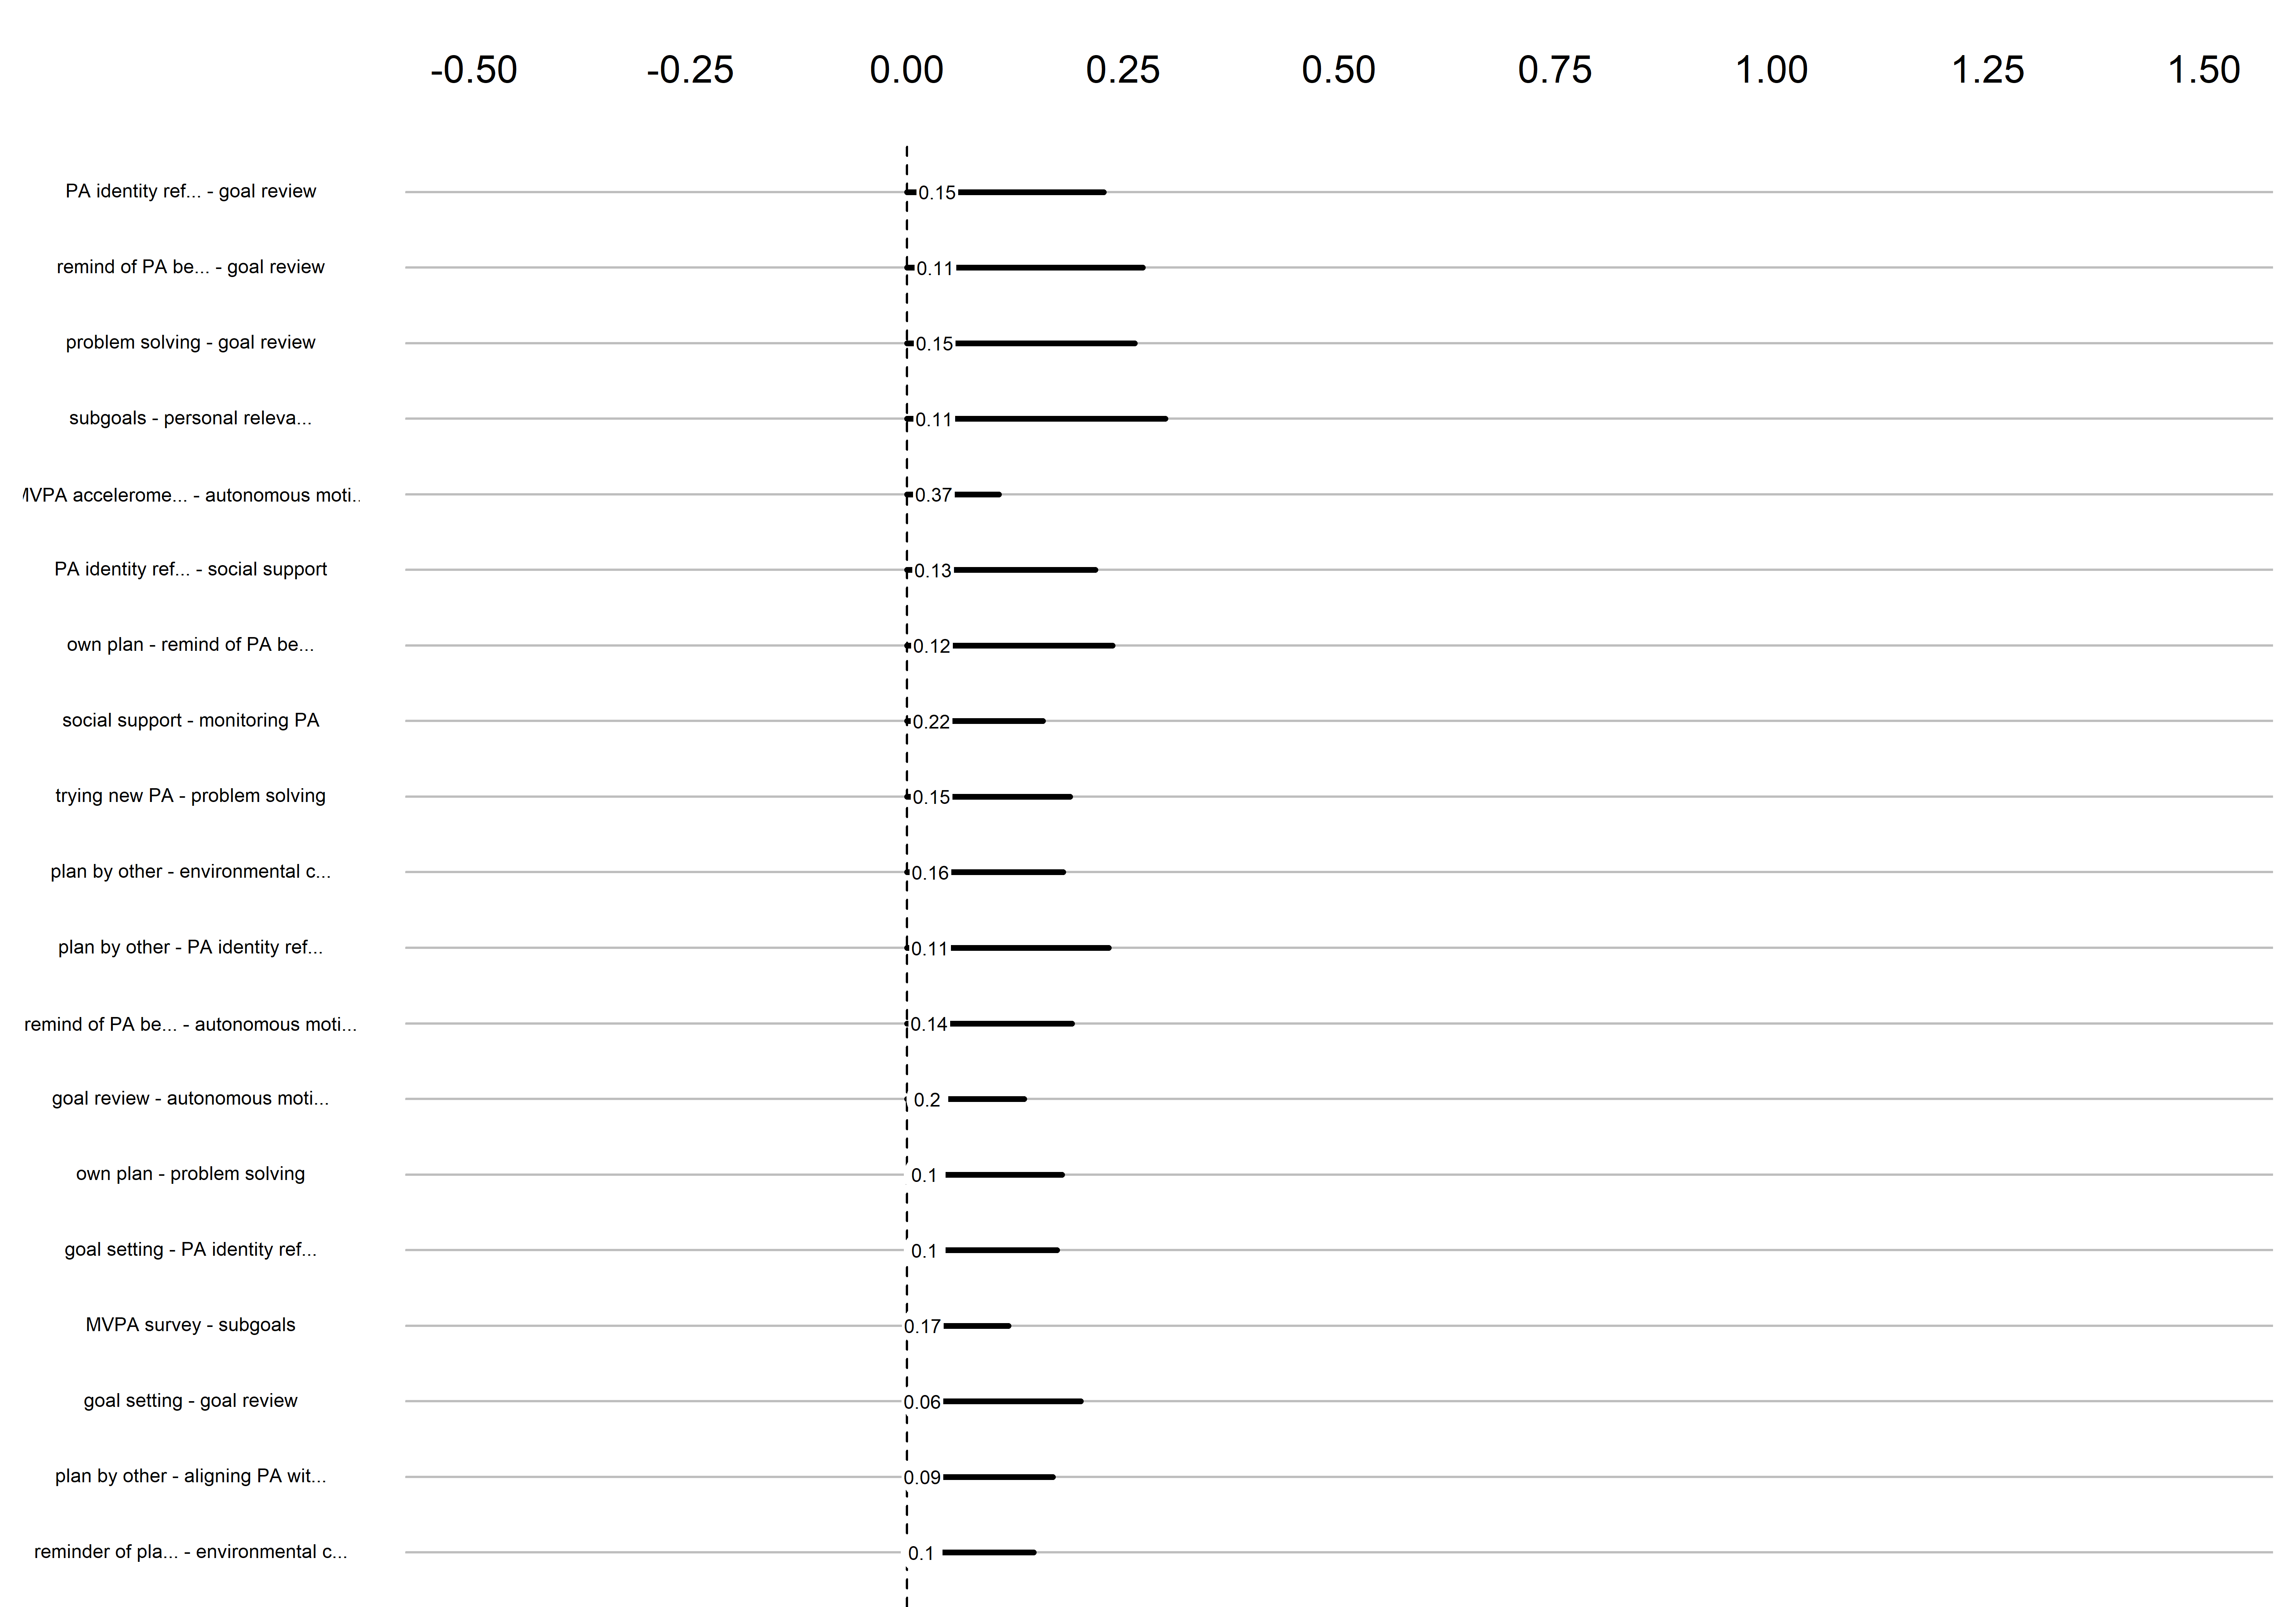 -0.50 -0.25 0.00 0.25 0.50 0.75 1.00 1.25 1.50
PA identity ref... - goal review 0.15
remind of PA be... - goal review 0.11
problem solving - goal review 0.15
subgoals - personal releva... 0.11
MVPA accelerome... - autonomous moti.. 0.37
PA identity ref... - social support 0.13
own plan - remind of PA be... 0.12
social support - monitoring PA 0.22
trying new PA - problem solving 0.15
plan by other - environmental c... 0.16
plan by other - PA identity ref... 0.11
remind of PA be... - autonomous moti... 0.14
goal review - autonomous moti... 0.2
own plan - problem solving 0.1
goal setting - PA identity ref... 0.1
MVPA survey - subgoals 0.17
goal setting - goal review 0.06
plan by other - aligning PA wit... 0.09
reminder of pla... - environmental c... 0.1